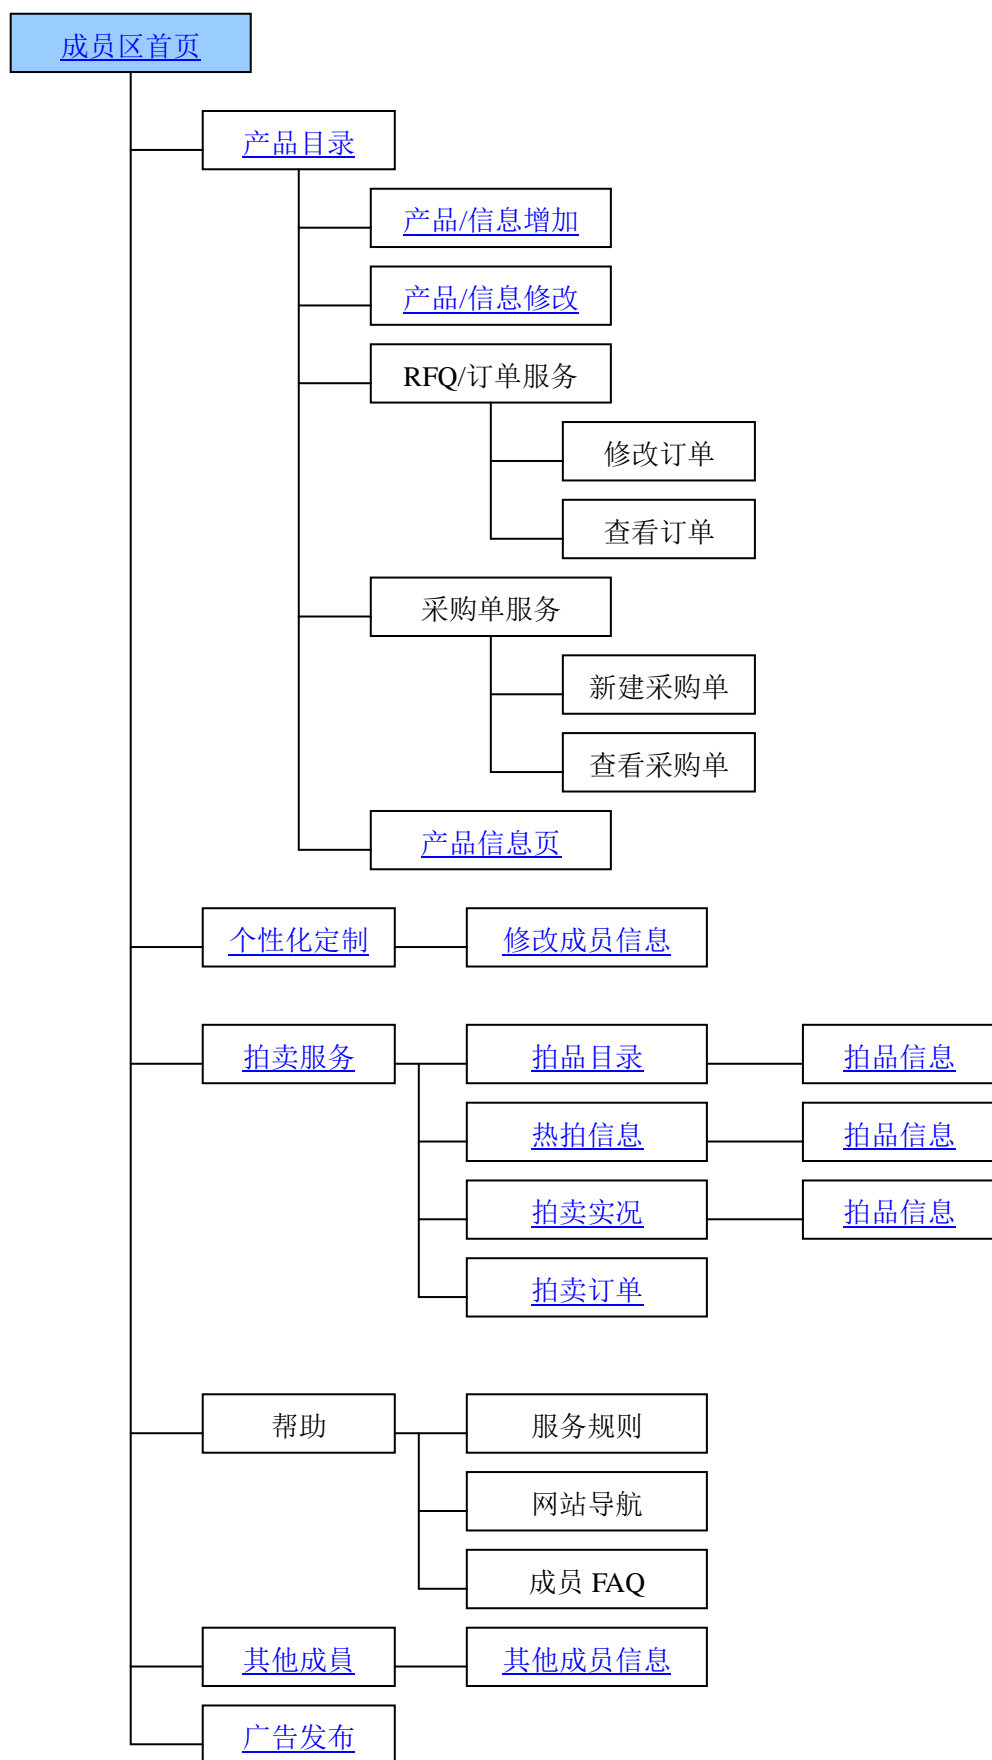 成员区首页
产品目录
产品/信息增加
产品/信息修改
RFQ/订单服务
修改订单
查看订单
采购单服务
新建采购单
查看采购单
产品信息页
个性化定制
修改成员信息
拍卖服务
拍品目录
拍品信息
热拍信息
拍品信息
拍卖实况
拍品信息
拍卖订单
帮助
服务规则
网站导航
成员 FAQ
其他成員
其他成员信息
广告发布